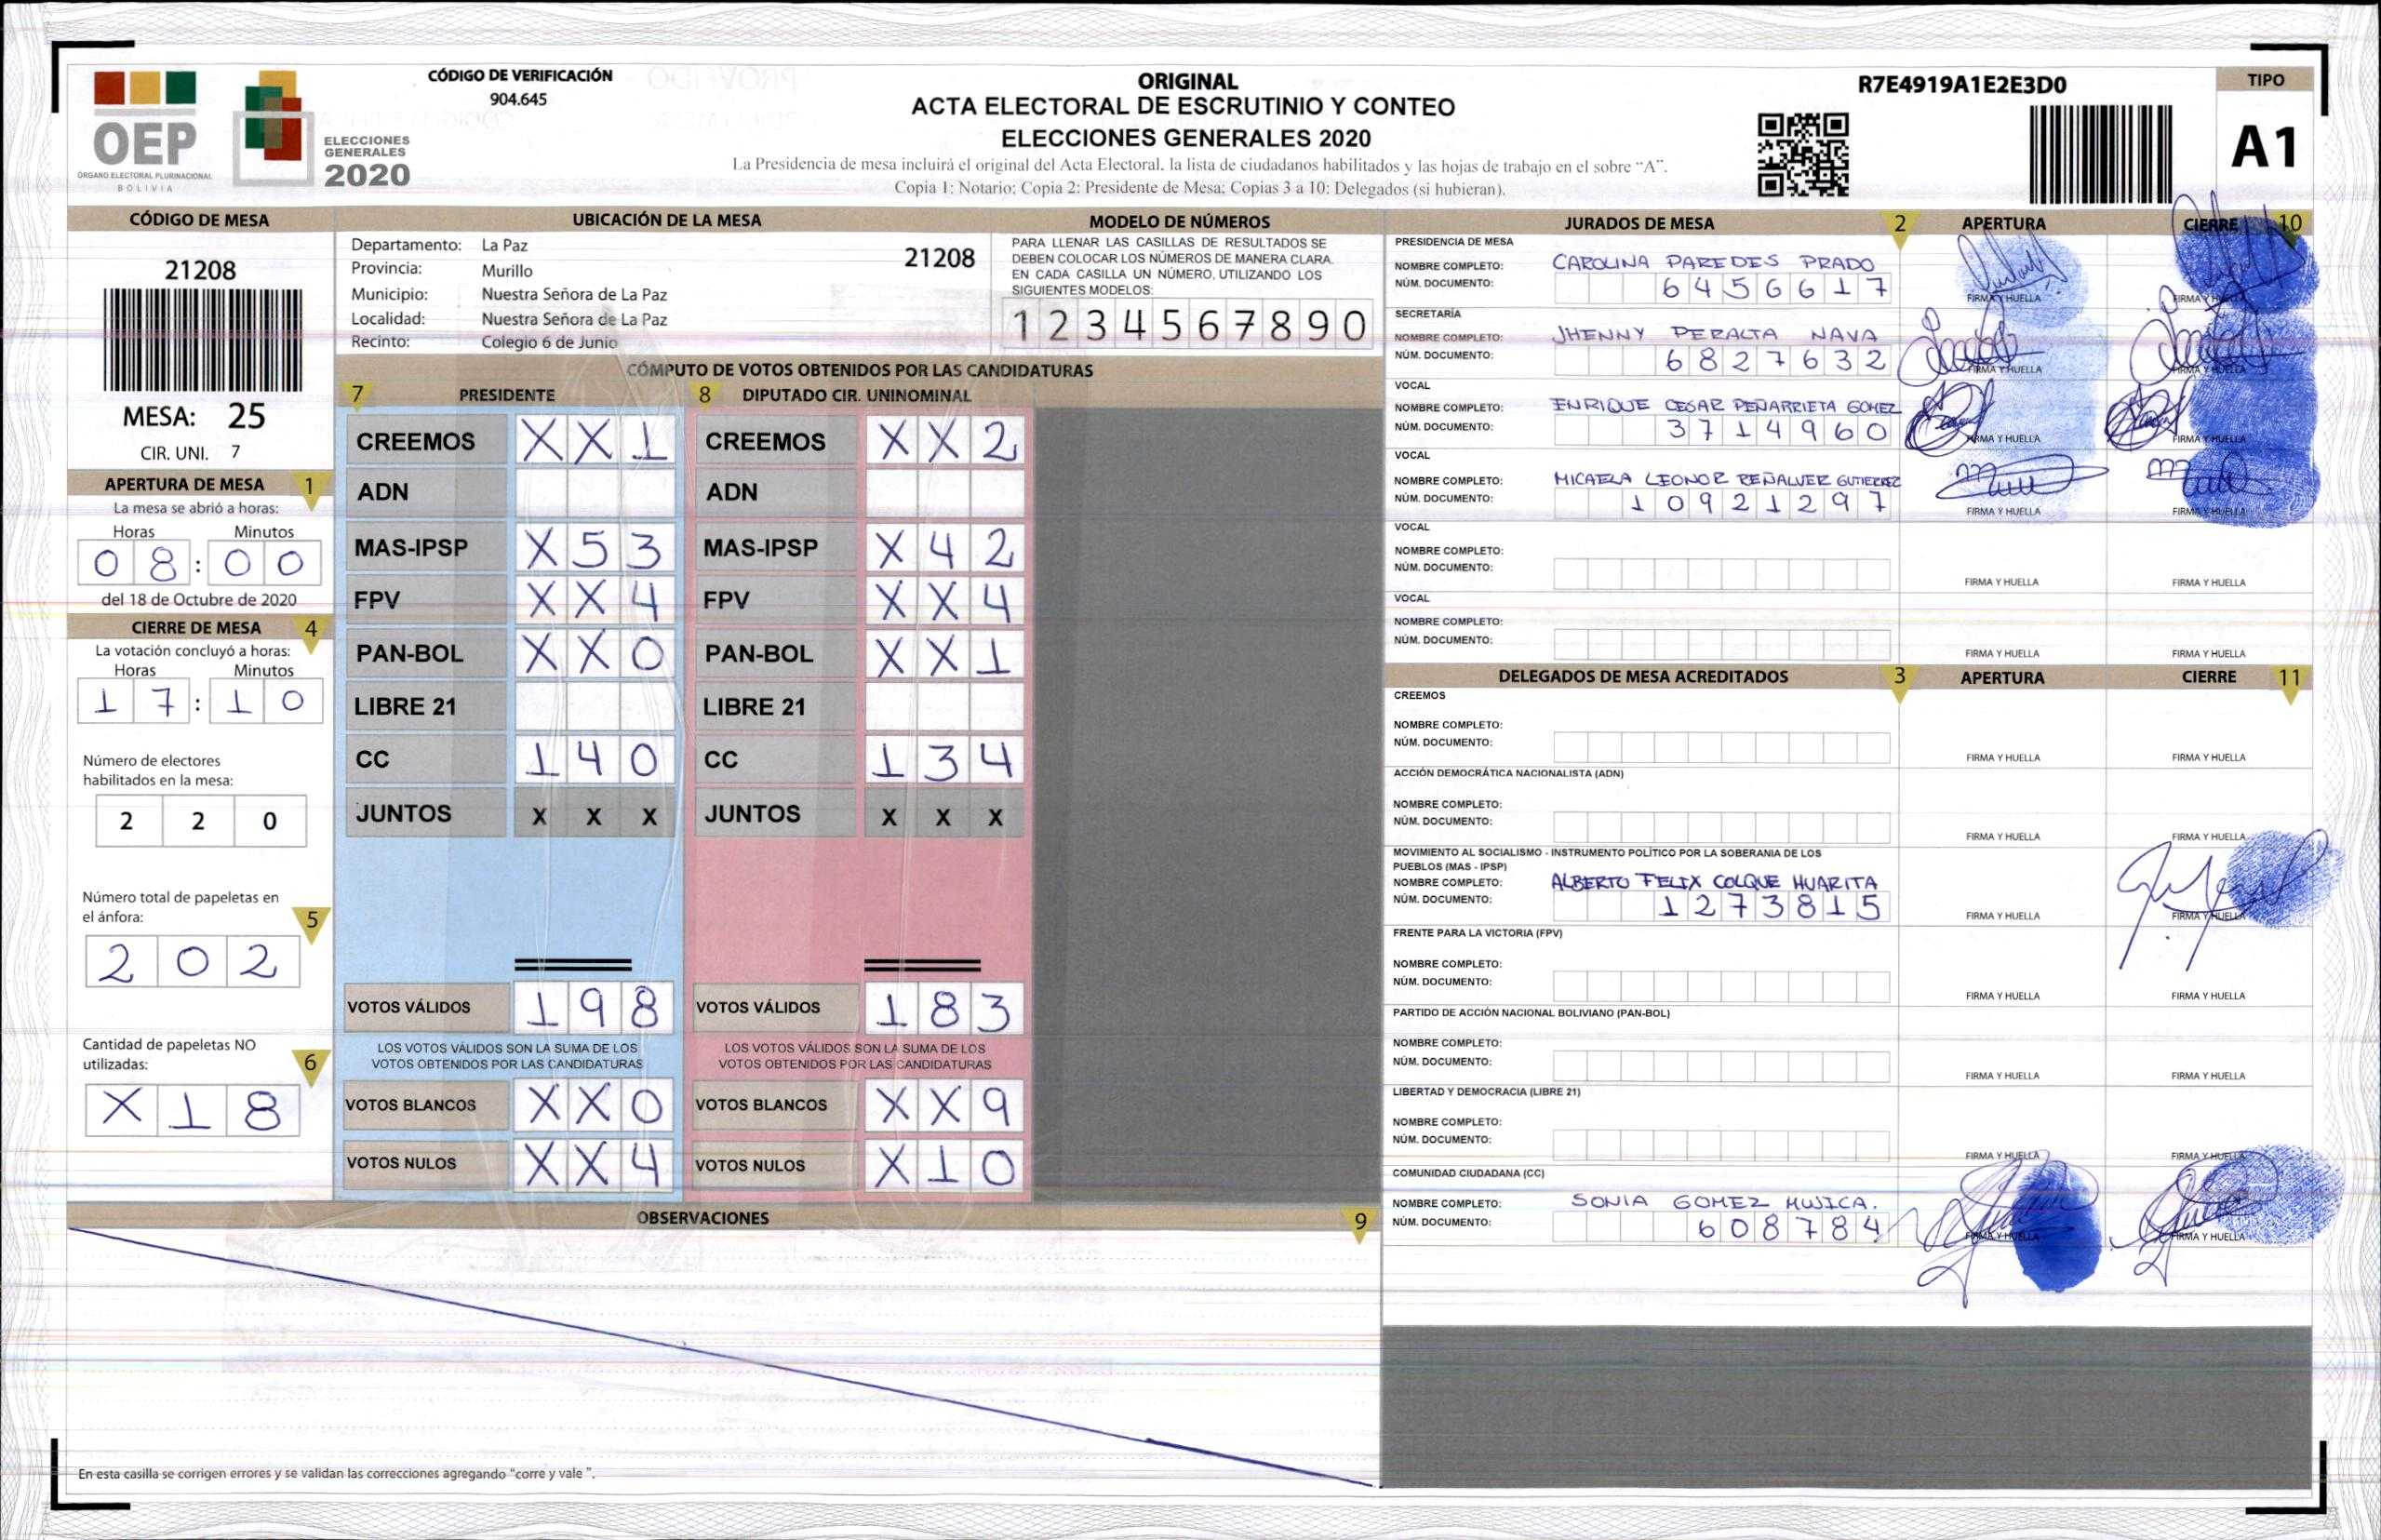 CÓDIGO DE VERIFICACIÓN
904.645
OEP
ÓRGANO ELECTORAL PLURINACIONAL
BOLIVIA
ELECCIONES
GENERALES
2020
ORIGINAL
ACTA ELECTORAL DE ESCRUTINIO Y CONTEO
ELECCIONES GENERALES 2020
La Presidencia de mesa incluirá el original del Acta Electoral, la lista de ciudadanos habilitados y las hojas de trabajo en el sobre “A”.
Copia 1: Notario; Copia 2: Presidente de Mesa; Copias 3 a 10: Delegados (si hubieran).
R7E4919A1E2E3D0
TIPO
A1
CÓDIGO DE MESA
21208
MESA: 25
CIR. UNI. 7
APERTURA DE MESA 1
La mesa se abrió a horas:
Horas Minutos
08:00
del 18 de Octubre de 2020
CIERRE DE MESA 4
La votación concluyó a horas:
Horas Minutos
17:10
Número de electores
habilitados en la mesa:
2 2 0
Número total de papeletas en
el ánfora: 5
2 0 2
Cantidad de papeletas NO
utilizadas: 6
X 1 8
UBICACIÓN DE LA MESA
Departamento: La Paz 21208
Provincia: Murillo
Municipio: Nuestra Señora de La Paz
Localidad: Nuestra Señora de La Paz
Recinto: Colegio 6 de Junio
MODELO DE NÚMEROS
PARA LLENAR LAS CASILLAS DE RESULTADOS SE
DEBEN COLOCAR LOS NÚMEROS DE MANERA CLARA.
EN CADA CASILLA UN NÚMERO. UTILIZANDO LOS
SIGUIENTES MODELOS:
1 2 3 4 5 6 7 8 9 0
CÓMPUTO DE VOTOS OBTENIDOS POR LAS CANDIDATURAS
7 PRESIDENTE 8 DIPUTADO CIR. UNINOMINAL
CREEMOS X X 1 CREEMOS X X 2
ADN ADN
MAS-IPSP X 5 3 MAS-IPSP X 4 2
FPV X X 4 FPV X X 4
PAN-BOL X X 0 PAN-BOL X X 1
LIBRE 21 LIBRE 21
CC 1 4 0 CC 1 3 4
JUNTOS X X X JUNTOS X X X
VOTOS VÁLIDOS 1 9 8 VOTOS VÁLIDOS 1 8 3
LOS VOTOS VÁLIDOS SON LA SUMA DE LOS LOS VOTOS VÁLIDOS SON LA SUMA DE LOS
VOTOS OBTENIDOS POR LAS CANDIDATURAS VOTOS OBTENIDOS POR LAS CANDIDATURAS
VOTOS BLANCOS X X 0 VOTOS BLANCOS X X 9
VOTOS NULOS X X 4 VOTOS NULOS X 1 0
OBSERVACIONES 9
En esta casilla se corrigen errores y se validan las correcciones agregando "corre y vale ".
JURADOS DE MESA 2 APERTURA CIERRE 10
PRESIDENCIA DE MESA
NOMBRE COMPLETO: CAROLINA PAREDES PRADO
NÚM. DOCUMENTO: 6456617
FIRMA Y HUELLA FIRMA Y HUELLA
SECRETARÍA
NOMBRE COMPLETO: JHENNY PERALTA NAVA
NÚM. DOCUMENTO: 6827632
FIRMA Y HUELLA FIRMA Y HUELLA
VOCAL
NOMBRE COMPLETO: ENRIQUE CESAR PEÑARRIETA GOMEZ
NÚM. DOCUMENTO: 3714960
FIRMA Y HUELLA FIRMA Y HUELLA
VOCAL
NOMBRE COMPLETO: MICAELA LEONOR PEÑALVER GUTIERREZ
NÚM. DOCUMENTO: 10921297
FIRMA Y HUELLA FIRMA Y HUELLA
VOCAL
NOMBRE COMPLETO:
NÚM. DOCUMENTO:
FIRMA Y HUELLA FIRMA Y HUELLA
VOCAL
NOMBRE COMPLETO:
NÚM. DOCUMENTO:
FIRMA Y HUELLA FIRMA Y HUELLA
DELEGADOS DE MESA ACREDITADOS 3 APERTURA CIERRE 11
CREEMOS
NOMBRE COMPLETO:
NÚM. DOCUMENTO:
FIRMA Y HUELLA FIRMA Y HUELLA
ACCIÓN DEMOCRÁTICA NACIONALISTA (ADN)
NOMBRE COMPLETO:
NÚM. DOCUMENTO:
FIRMA Y HUELLA FIRMA Y HUELLA
MOVIMIENTO AL SOCIALISMO - INSTRUMENTO POLÍTICO POR LA SOBERANIA DE LOS
PUEBLOS (MAS - IPSP)
NOMBRE COMPLETO: ALBERTO FELIX COLQUE HUARITA
NÚM. DOCUMENTO: 1273815
FIRMA Y HUELLA FIRMA Y HUELLA
FRENTE PARA LA VICTORIA (FPV)
NOMBRE COMPLETO:
NÚM. DOCUMENTO:
FIRMA Y HUELLA FIRMA Y HUELLA
PARTIDO DE ACCIÓN NACIONAL BOLIVIANO (PAN-BOL)
NOMBRE COMPLETO:
NÚM. DOCUMENTO:
FIRMA Y HUELLA FIRMA Y HUELLA
LIBERTAD Y DEMOCRACIA (LIBRE 21)
NOMBRE COMPLETO:
NÚM. DOCUMENTO:
FIRMA Y HUELLA FIRMA Y HUELLA
COMUNIDAD CIUDADANA (CC)
NOMBRE COMPLETO: SONIA GOMEZ MUJICA.
NÚM. DOCUMENTO: 608784
FIRMA Y HUELLA FIRMA Y HUELLA